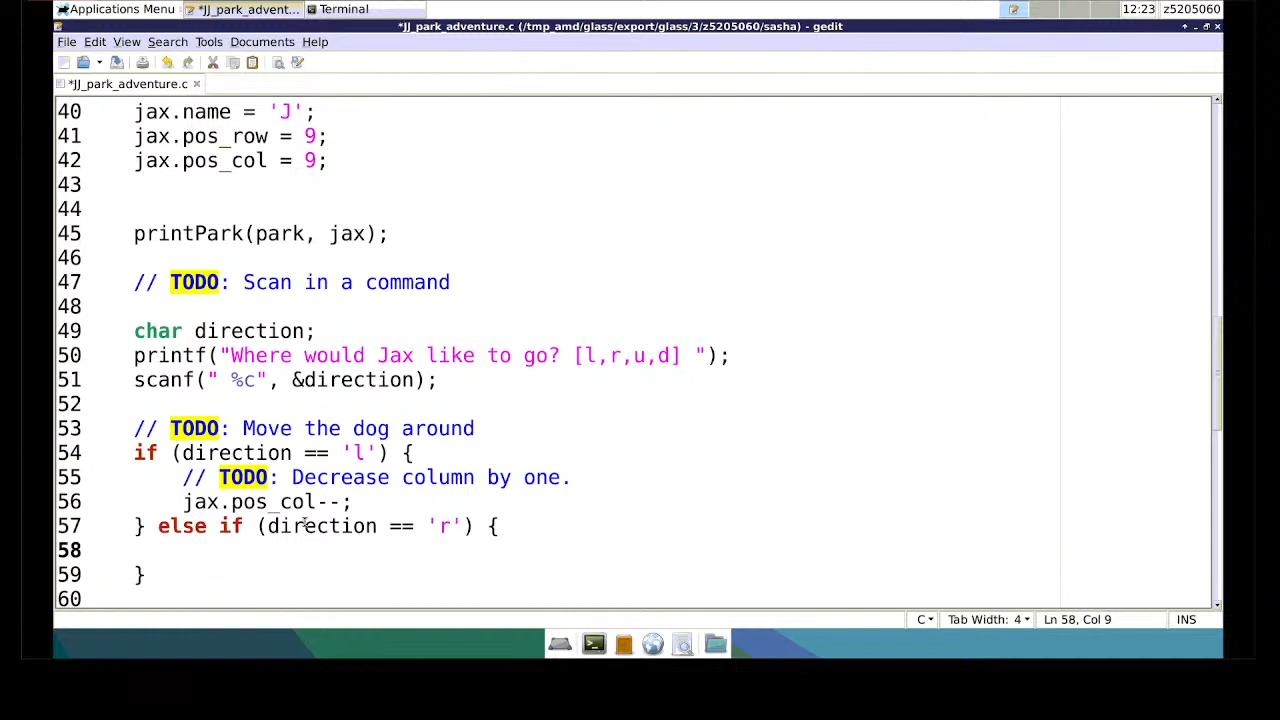 Applications Menu *JJ_park_advent... Terminal 12:23 z5205060
*JJ_park_adventure.c (/tmp_amd/glass/export/glass/3/z5205060/sasha) - gedit
File Edit View Search Tools Documents Help
*JJ_park_adventure.c
40 jax.name = 'J';
41 jax.pos_row = 9;
42 jax.pos_col = 9;
43
44
45 printPark(park, jax);
46
47 // TODO: Scan in a command
48
49 char direction;
50 printf("Where would Jax like to go? [l,r,u,d] ");
51 scanf(" %c", &direction);
52
53 // TODO: Move the dog around
54 if (direction == 'l') {
55 // TODO: Decrease column by one.
56 jax.pos_col--;
57 } else if (direction == 'r') {
58
59 }
60
C Tab Width: 4 Ln 58, Col 9 INS